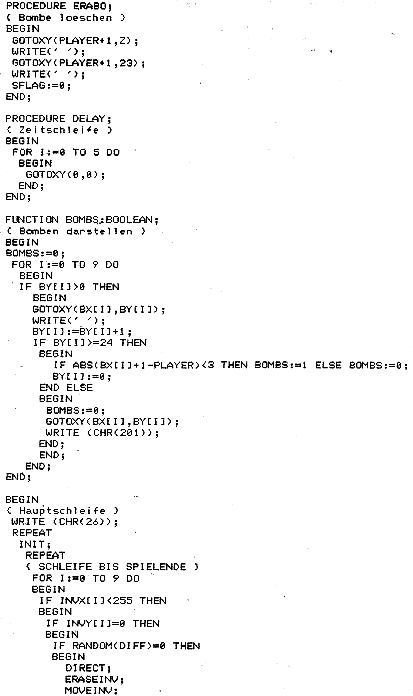 PROCEDURE ERABO;
( Bombe loeschen )
BEGIN
GOTOXY(PLAYER+1,Z);
WRITE(' ');
GOTOXY(PLAYER+1,23);
WRITE(' ');
SFLAG:=0;
END;
PROCEDURE DELAY;
( Zeitschleife )
BEGIN
FOR I:=0 TO 5 DO
BEGIN
GOTOXY(0,0);
END;
END;
FUNCTION BOMBS:BOOLEAN;
( Bomben darstellen )
BEGIN
BOMBS:=0;
FOR I:=0 TO 9 DO
BEGIN
IF BY[I]>0 THEN
BEGIN
GOTOXY(BX[I],BY[I]);
WRITE(' ');
BY[I]:=BY[I]+1;
IF BY[I]>=24 THEN
BEGIN
IF ABS(BX[I]+1-PLAYER)<3 THEN BOMBS:=1 ELSE BOMBS:=0;
BY[I]:=0;
END ELSE
BEGIN
BOMBS:=0;
GOTOXY(BX[I],BY[I]);
WRITE (CHR(201));
END;
END;
END;
END;
BEGIN
( Hauptschleife )
WRITE (CHR(26));
REPEAT
INIT;
REPEAT
( SCHLEIFE BIS SPIELENDE )
FOR I:=0 TO 9 DO
BEGIN
IF INVX[I]<255 THEN
BEGIN
IF INVY[I]=0 THEN
BEGIN
IF RANDOM(DIFF)=0 THEN
BEGIN
DIRECT;
ERASEINV;
MOVEINV;